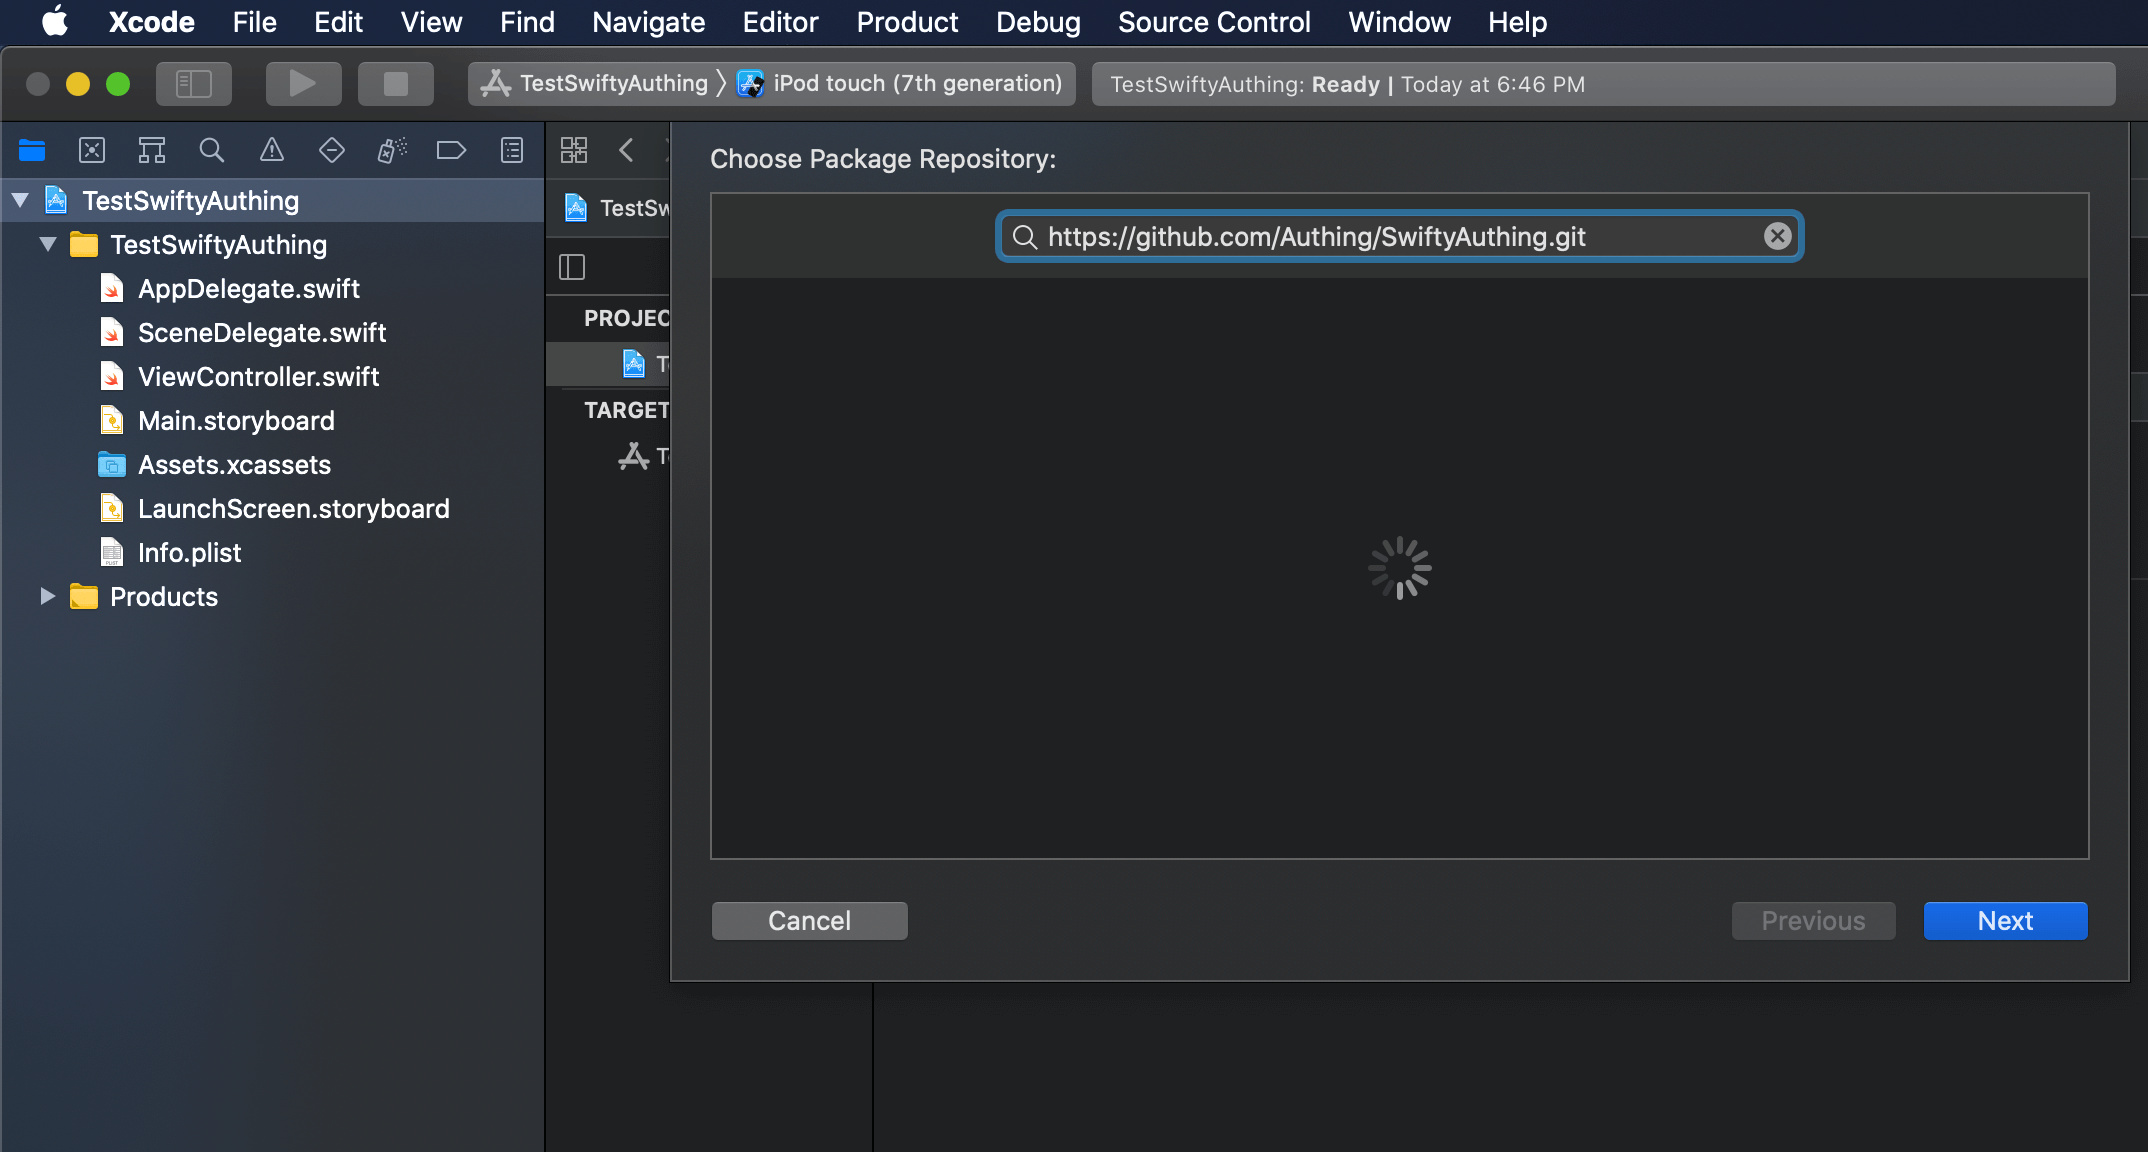 Xcode File Edit View Find Navigate Editor Product Debug Source Control Window Help
TestSwiftyAuthing iPod touch (7th generation)
TestSwiftyAuthing: Ready | Today at 6:46 PM
TestSwiftyAuthing
TestSwiftyAuthing
AppDelegate.swift
SceneDelegate.swift
ViewController.swift
Main.storyboard
Assets.xcassets
LaunchScreen.storyboard
Info.plist
Products
TestSw
PROJEC
T
TARGET
T
Choose Package Repository:
https://github.com/Authing/SwiftyAuthing.git
Cancel
Previous
Next